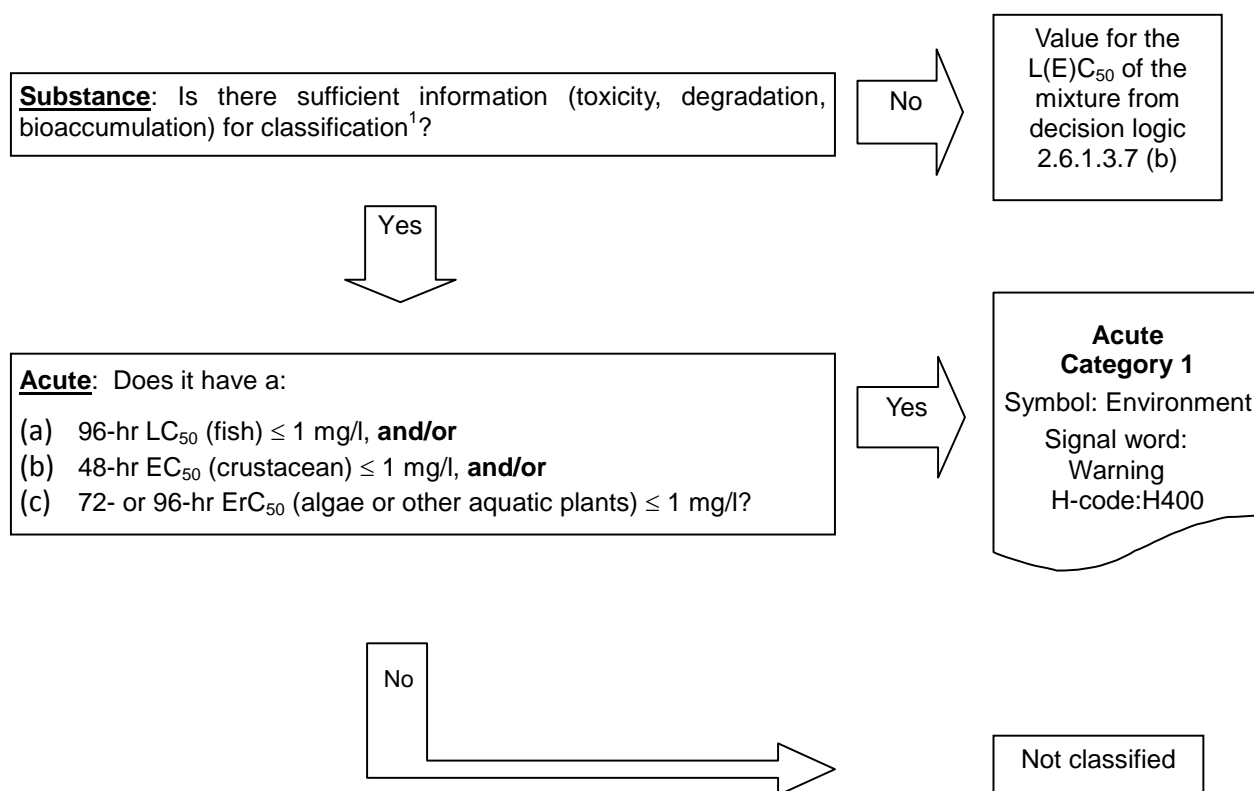 Substance: Is there sufficient information (toxicity, degradation,
bioaccumulation) for classification¹?
No
Value for the
L(E)C₅₀ of the
mixture from
decision logic
2.6.1.3.7 (b)
Yes
Acute: Does it have a:
(a) 96-hr LC₅₀ (fish) ≤ 1 mg/l, and/or
(b) 48-hr EC₅₀ (crustacean) ≤ 1 mg/l, and/or
(c) 72- or 96-hr ErC₅₀ (algae or other aquatic plants) ≤ 1 mg/l?
Yes
Acute
Category 1
Symbol: Environment
Signal word:
Warning
H-code:H400
No
Not classified